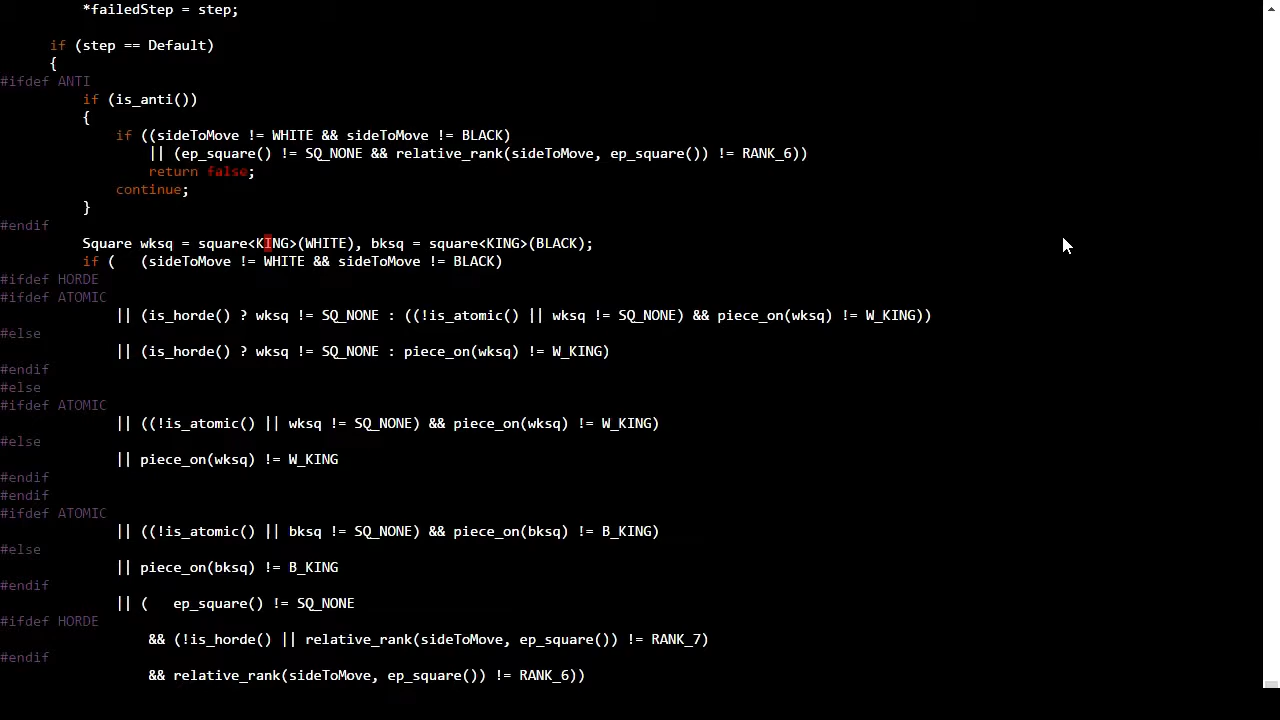 *failedStep = step;
if (step == Default)
{
#ifdef ANTI
if (is_anti())
{
if ((sideToMove != WHITE && sideToMove != BLACK)
|| (ep_square() != SQ_NONE && relative_rank(sideToMove, ep_square()) != RANK_6))
return false;
continue;
}
#endif
Square wksq = square<KING>(WHITE), bksq = square<KING>(BLACK);
if (   (sideToMove != WHITE && sideToMove != BLACK)
#ifdef HORDE
#ifdef ATOMIC
|| (is_horde() ? wksq != SQ_NONE : ((!is_atomic() || wksq != SQ_NONE) && piece_on(wksq) != W_KING))
#else
|| (is_horde() ? wksq != SQ_NONE : piece_on(wksq) != W_KING)
#endif
#else
#ifdef ATOMIC
|| ((!is_atomic() || wksq != SQ_NONE) && piece_on(wksq) != W_KING)
#else
|| piece_on(wksq) != W_KING
#endif
#endif
#ifdef ATOMIC
|| ((!is_atomic() || bksq != SQ_NONE) && piece_on(bksq) != B_KING)
#else
|| piece_on(bksq) != B_KING
#endif
|| (   ep_square() != SQ_NONE
#ifdef HORDE
&& (!is_horde() || relative_rank(sideToMove, ep_square()) != RANK_7)
#endif
&& relative_rank(sideToMove, ep_square()) != RANK_6))